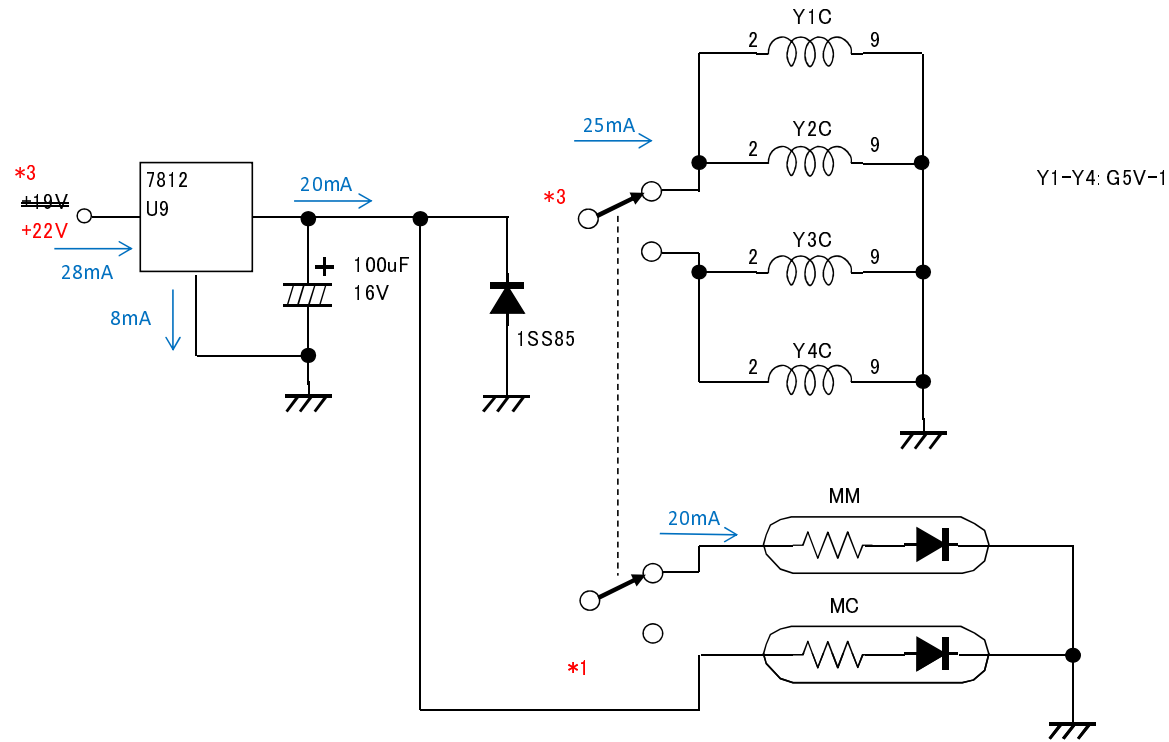 Y1C
2 9
25mA
Y2C
2 9
*3
7812
20mA
*3
Y1-Y4: G5V-1
+19V
U9
+22V
28mA
Y3C
2 9
+
100uF
16V
8mA
1SS85
Y4C
2 9
MM
20mA
MC
*1